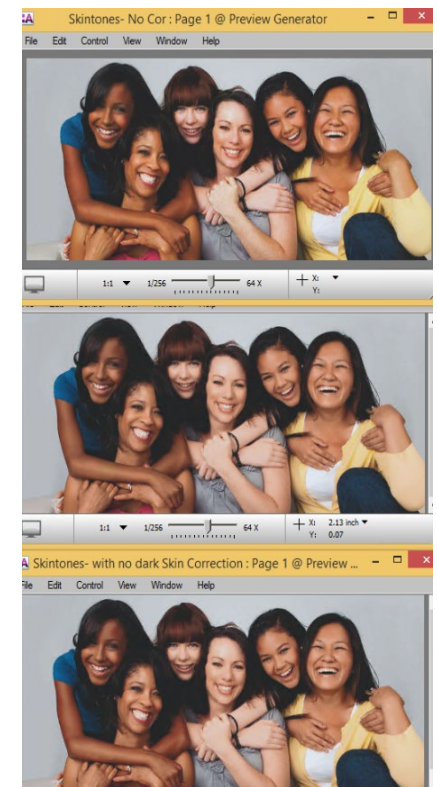 CA Skintones- No Cor : Page 1 @ Preview Generator
File Edit Control View Window Help
1:1 1/256 64 X X:
Y:
1:1 1/256 64 X X: 2.13 inch
Y: 0.07
Skintones- with no dark Skin Correction : Page 1 @ Preview ...
File Edit Control View Window Help